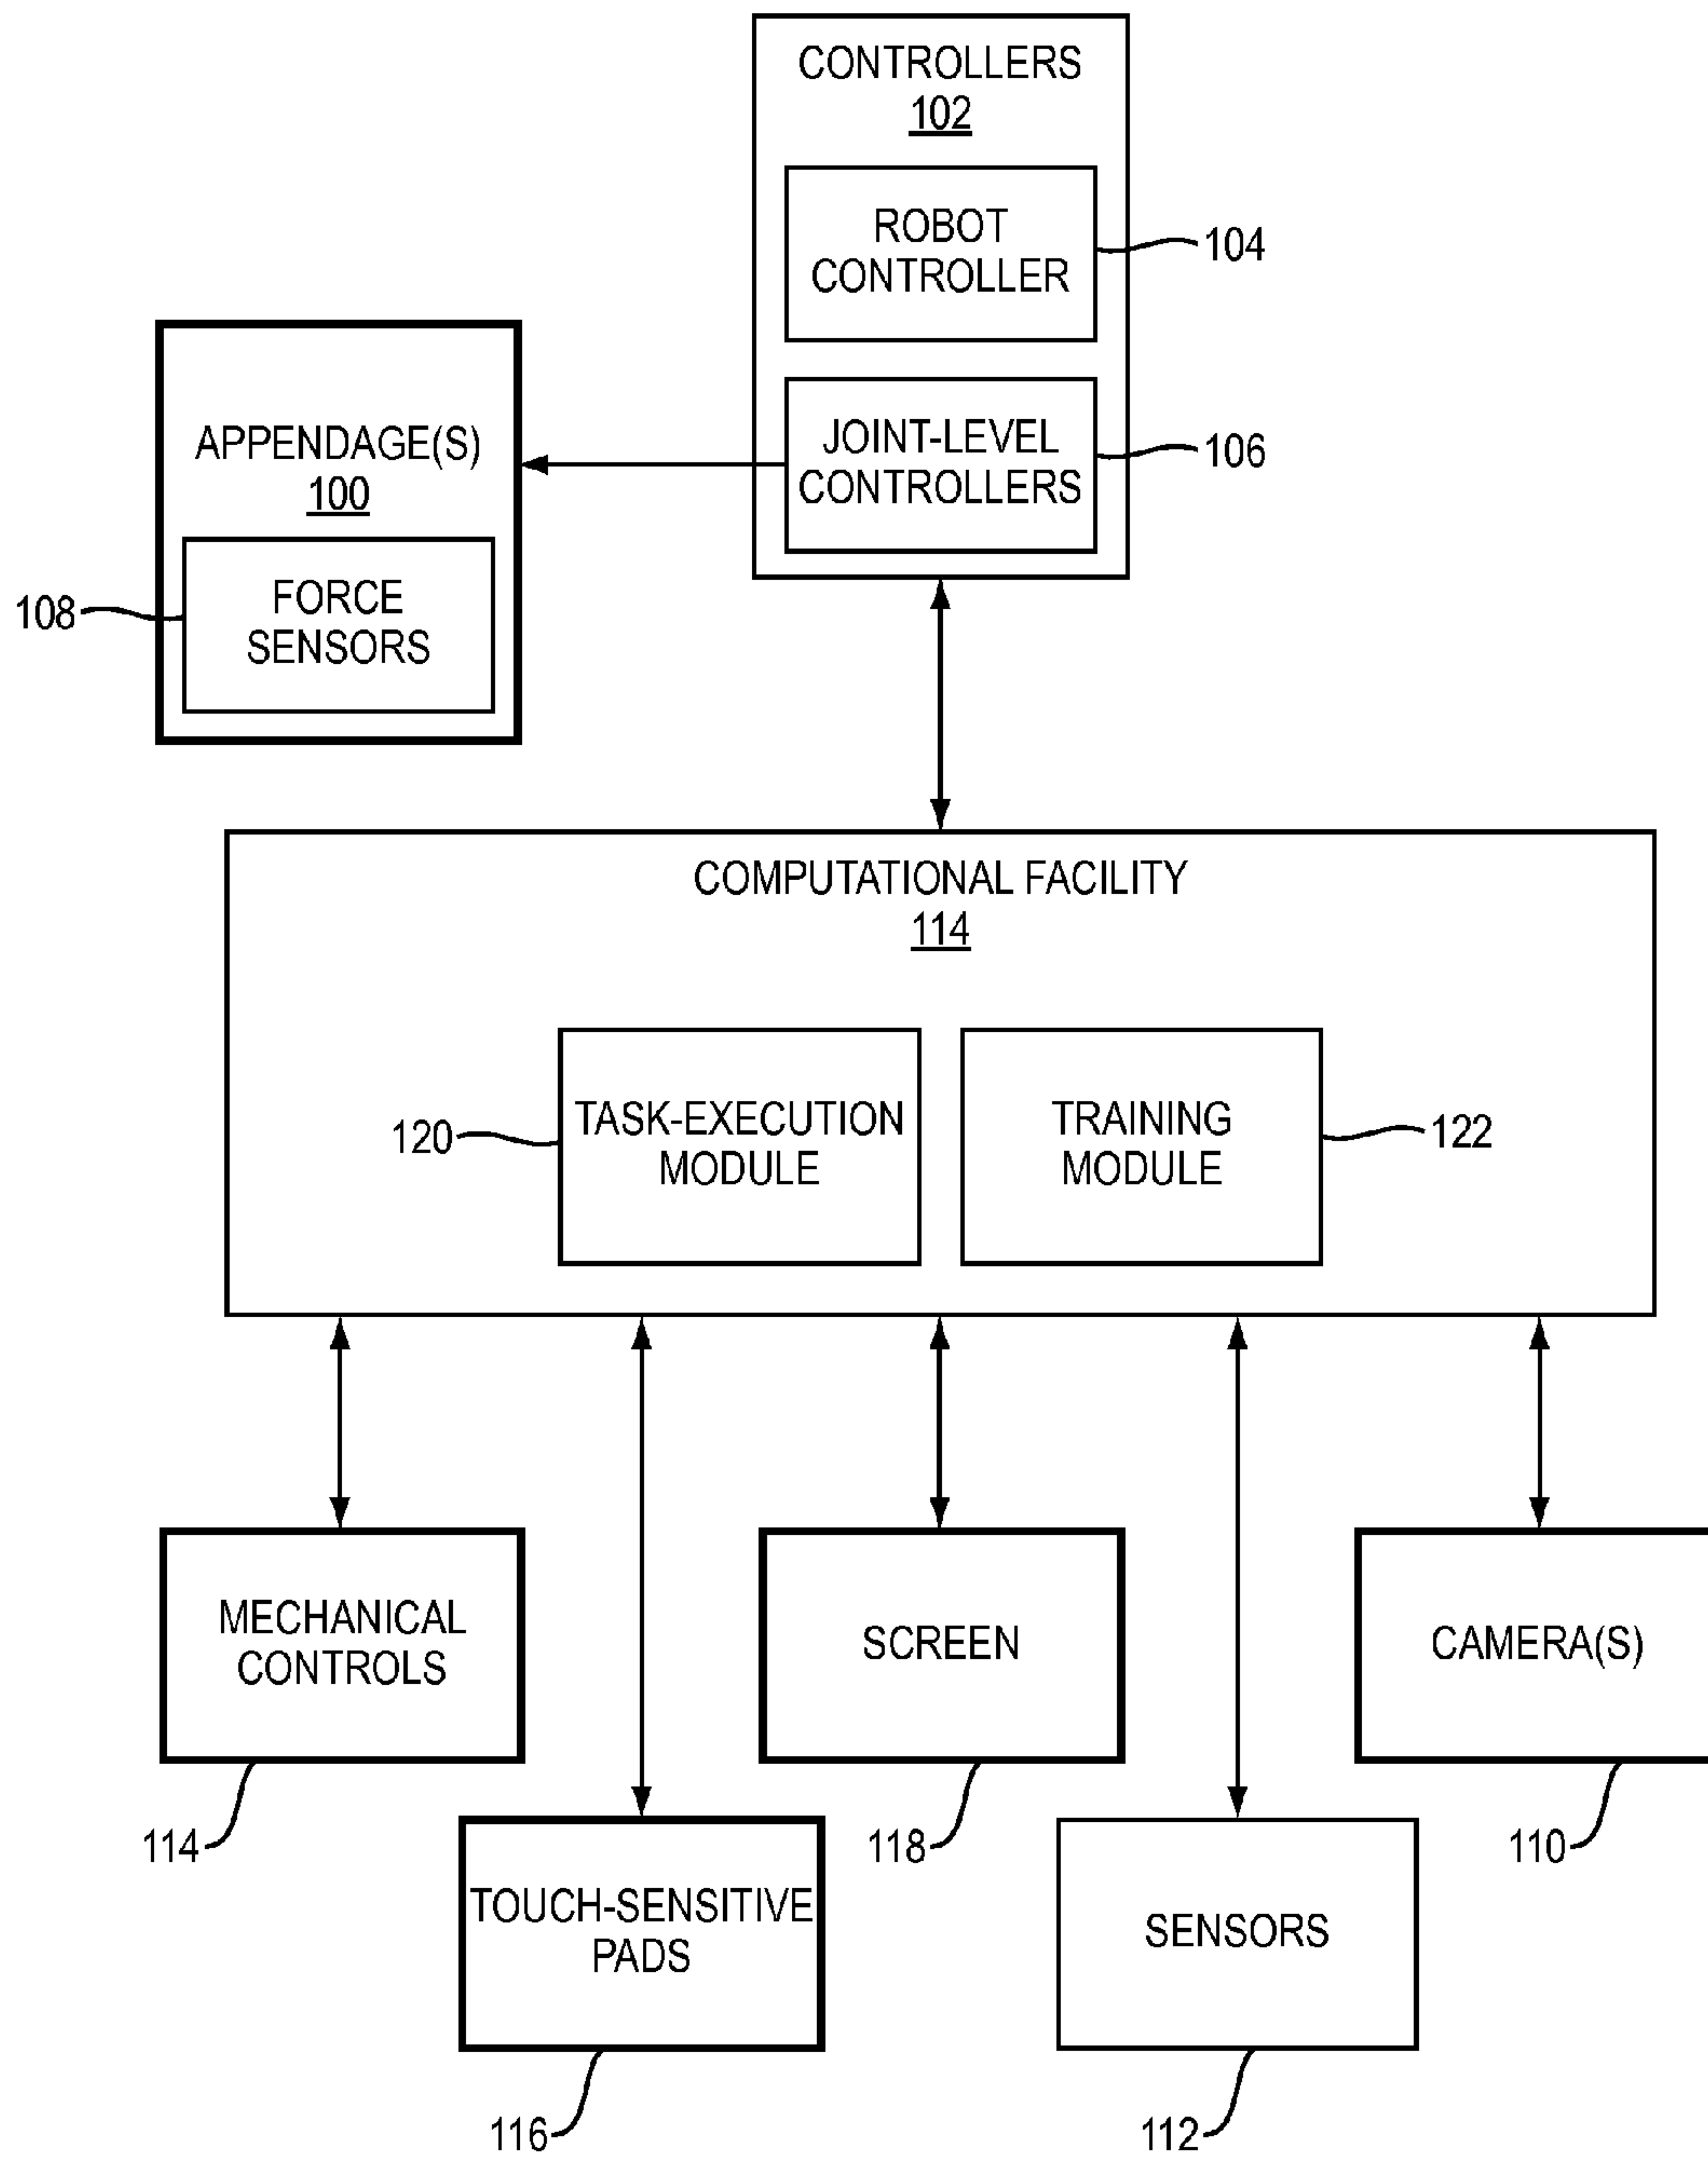 CONTROLLERS
102
ROBOT
CONTROLLER
104
JOINT-LEVEL
CONTROLLERS
106
APPENDAGE(S)
100
FORCE
SENSORS
108
COMPUTATIONAL FACILITY
114
120
TASK-EXECUTION
MODULE
TRAINING
MODULE
122
MECHANICAL
CONTROLS
114
SCREEN
118
CAMERA(S)
110
TOUCH-SENSITIVE
PADS
116
SENSORS
112